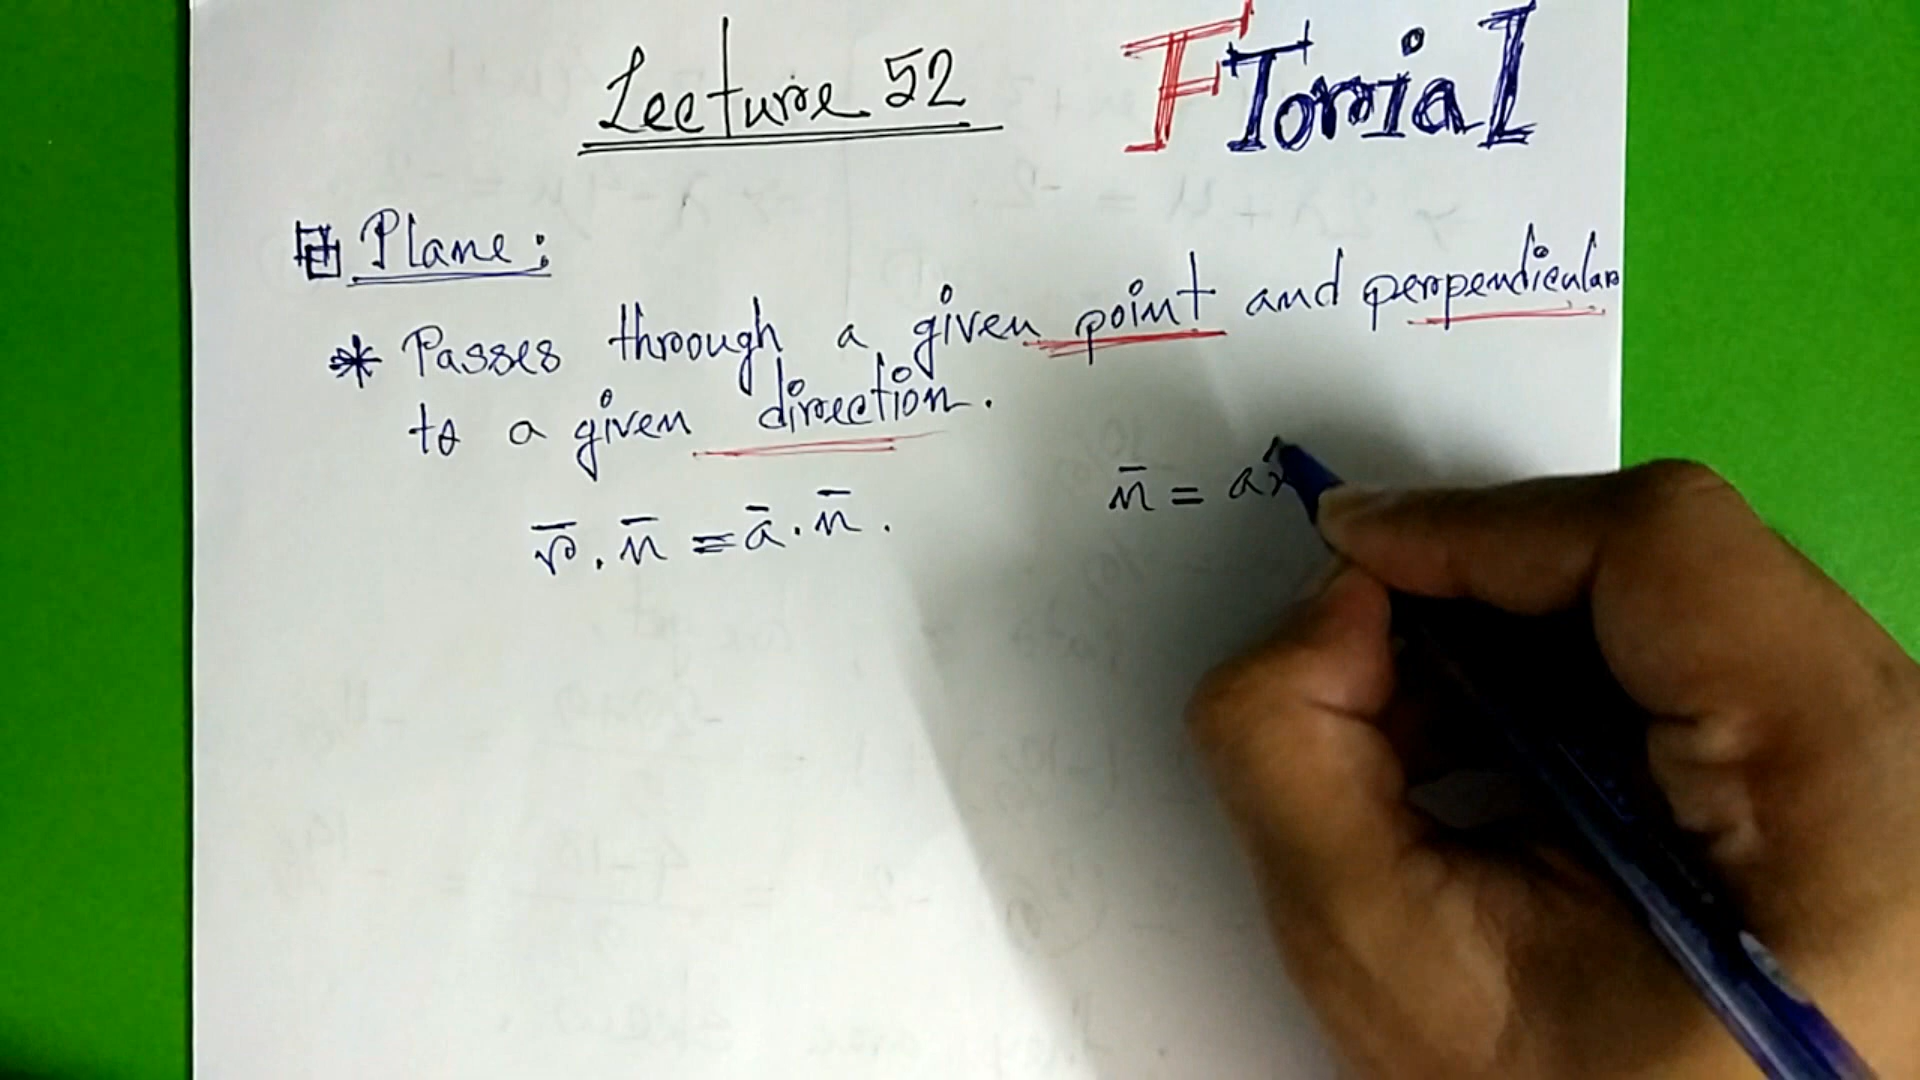 Lecture 52
FTorial
Plane:
* Passes through a given point and perpendicular
to a given direction.
r̄ . n̄ = ā . n̄ .
n̄ = a